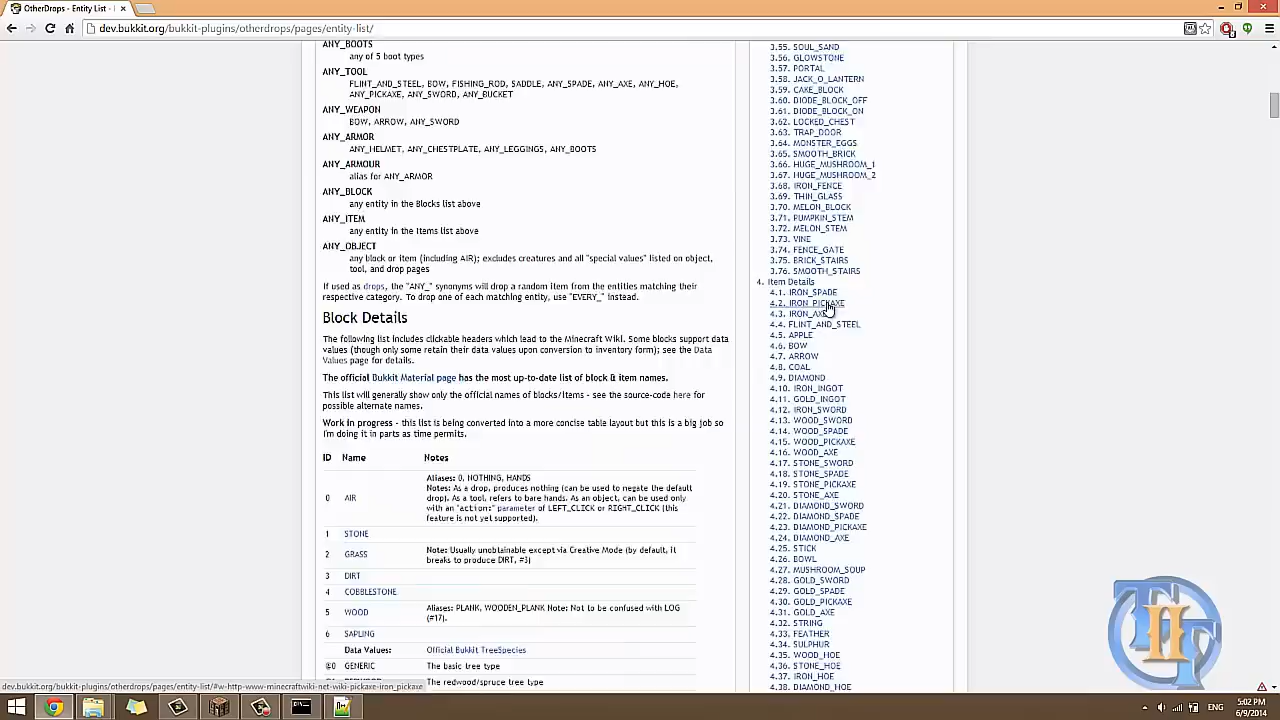 OtherDrops - Entity List - E
dev.bukkit.org/bukkit-plugins/otherdrops/pages/entity-list/
ANY_BOOTS
any of 5 boot types
ANY_TOOL
FLINT_AND_STEEL, BOW, FISHING_ROD, SADDLE, ANY_SPADE, ANY_AXE, ANY_HOE,
ANY_PICKAXE, ANY_SWORD, ANY_BUCKET
ANY_WEAPON
BOW, ARROW, ANY_SWORD
ANY_ARMOR
ANY_HELMET, ANY_CHESTPLATE, ANY_LEGGINGS, ANY_BOOTS
ANY_ARMOUR
alias for ANY_ARMOR
ANY_BLOCK
any entity in the Blocks list above
ANY_ITEM
any entity in the Items list above
ANY_OBJECT
any block or item (including AIR); excludes creatures and all "special values" listed on object,
tool, and drop pages
If used as drops, the "ANY_" synonyms will drop a random item from the entities matching their
respective category. To drop one of each matching entity, use "EVERY_" instead.
Block Details
The following list includes clickable headers which lead to the Minecraft Wiki. Some blocks support data
values (though only some retain their data values upon conversion to inventory form); see the Data
Values page for details.
The official Bukkit Material page has the most up-to-date list of block & item names.
This list will generally show only the official names of blocks/items - see the source-code here for
possible alternate names.
Work in progress - this list is being converted into a more concise table layout but this is a big job so
I'm doing it in parts as time permits.
ID Name Notes
Aliases: 0, NOTHING, HANDS
Notes: As a drop, produces nothing (can be used to negate the default
0 AIR drop). As a tool, refers to bare hands. As an object, can be used only
with an "action:" parameter of LEFT_CLICK or RIGHT_CLICK (this
feature is not yet supported).
1 STONE
2 GRASS Note: Usually unobtainable except via Creative Mode (by default, it
breaks to produce DIRT, #3)
3 DIRT
4 COBBLESTONE
5 WOOD Aliases: PLANK, WOODEN_PLANK Note: Not to be confused with LOG
(#17).
6 SAPLING
Data Values: Official Bukkit TreeSpecies
@0 GENERIC The basic tree type
The redwood/spruce tree type
3.55. SOUL_SAND
3.56. GLOWSTONE
3.57. PORTAL
3.58. JACK_O_LANTERN
3.59. CAKE_BLOCK
3.60. DIODE_BLOCK_OFF
3.61. DIODE_BLOCK_ON
3.62. LOCKED_CHEST
3.63. TRAP_DOOR
3.64. MONSTER_EGGS
3.65. SMOOTH_BRICK
3.66. HUGE_MUSHROOM_1
3.67. HUGE_MUSHROOM_2
3.68. IRON_FENCE
3.69. THIN_GLASS
3.70. MELON_BLOCK
3.71. PUMPKIN_STEM
3.72. MELON_STEM
3.73. VINE
3.74. FENCE_GATE
3.75. BRICK_STAIRS
3.76. SMOOTH_STAIRS
4. Item Details
4.1. IRON_SPADE
4.2. IRON_PICKAXE
4.3. IRON_AXE
4.4. FLINT_AND_STEEL
4.5. APPLE
4.6. BOW
4.7. ARROW
4.8. COAL
4.9. DIAMOND
4.10. IRON_INGOT
4.11. GOLD_INGOT
4.12. IRON_SWORD
4.13. WOOD_SWORD
4.14. WOOD_SPADE
4.15. WOOD_PICKAXE
4.16. WOOD_AXE
4.17. STONE_SWORD
4.18. STONE_SPADE
4.19. STONE_PICKAXE
4.20. STONE_AXE
4.21. DIAMOND_SWORD
4.22. DIAMOND_SPADE
4.23. DIAMOND_PICKAXE
4.24. DIAMOND_AXE
4.25. STICK
4.26. BOWL
4.27. MUSHROOM_SOUP
4.28. GOLD_SWORD
4.29. GOLD_SPADE
4.30. GOLD_PICKAXE
4.31. GOLD_AXE
4.32. STRING
4.33. FEATHER
4.34. SULPHUR
4.35. WOOD_HOE
4.36. STONE_HOE
4.37. IRON_HOE
4.38. DIAMOND_HOE
dev.bukkit.org/bukkit-plugins/otherdrops/pages/entity-list/#w-http-www-minecraftwiki-net-wiki-pickaxe-iron_pickaxe
ENG
5:02 PM
6/9/2014